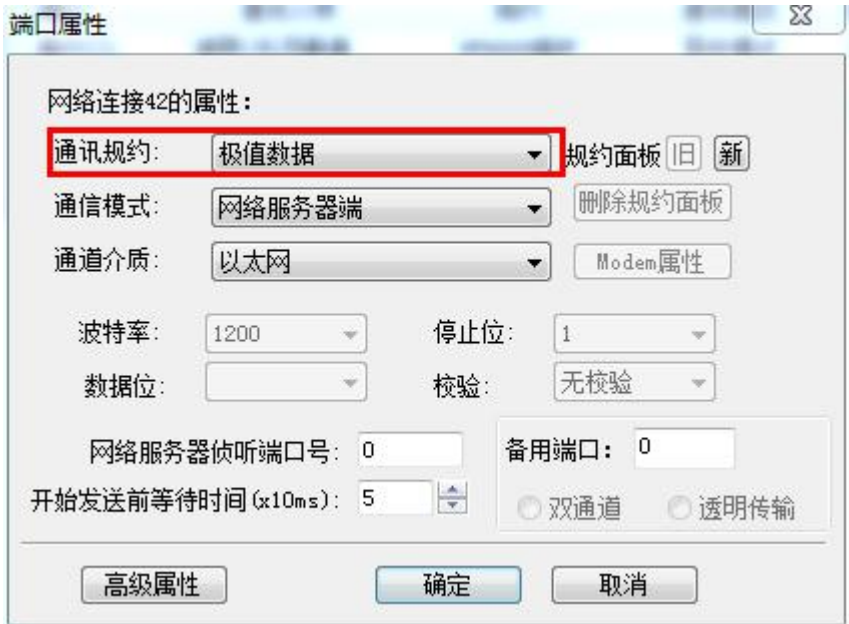 端口属性
网络连接42的属性:
通讯规约: 极值数据 规约面板 旧 新
通信模式: 网络服务器端 删除规约面板
通道介质: 以太网 Modem属性
波特率: 1200 停止位: 1
数据位: 校验: 无校验
网络服务器侦听端口号: 0 备用端口: 0
开始发送前等待时间(x10ms): 5 双通道 透明传输
高级属性 确定 取消